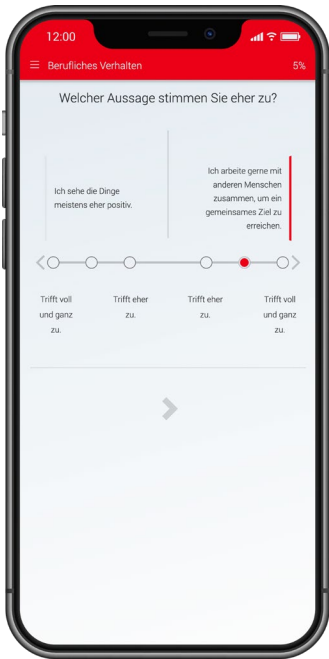 12:00
Berufliches Verhalten 5%
Welcher Aussage stimmen Sie eher zu?
Ich sehe die Dinge
meistens eher positiv.
Ich arbeite gerne mit
anderen Menschen
zusammen, um ein
gemeinsames Ziel zu
erreichen.
Trifft voll
und ganz
zu.
Trifft eher
zu.
Trifft eher
zu.
Trifft voll
und ganz
zu.